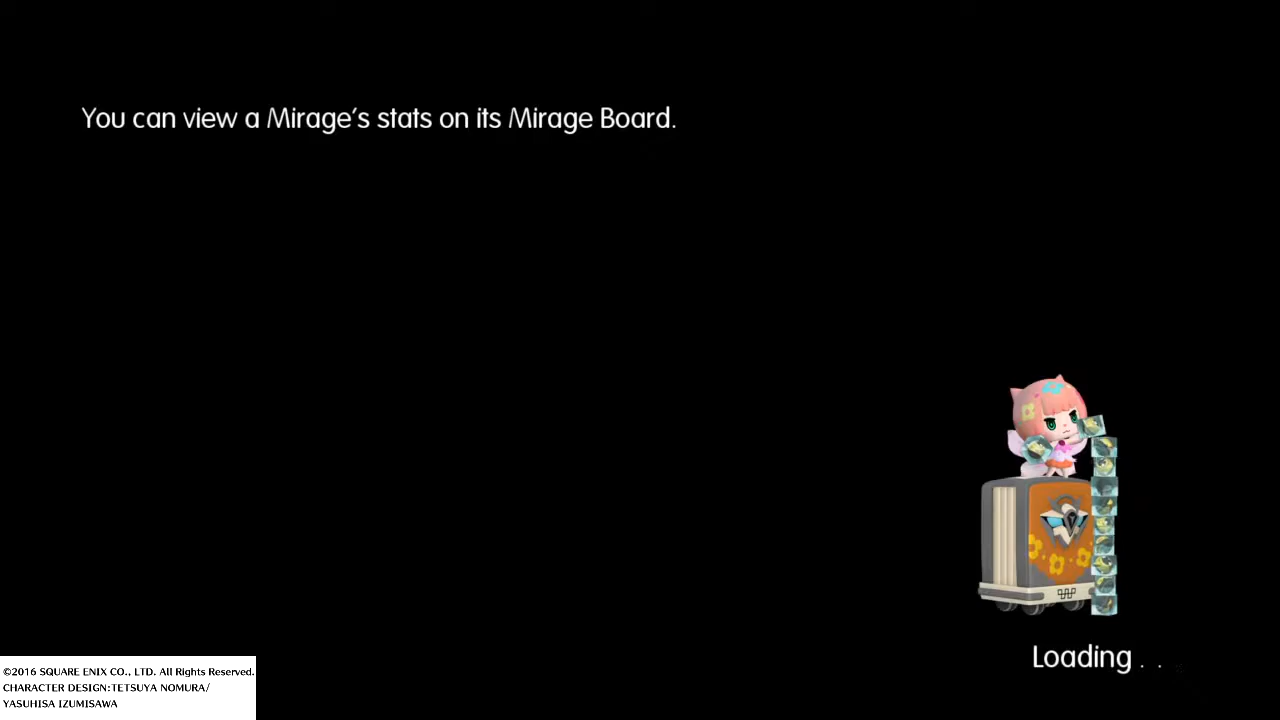 You can view a Mirage's stats on its Mirage Board.
Loading . . .
©2016 SQUARE ENIX CO., LTD. All Rights Reserved.
CHARACTER DESIGN:TETSUYA NOMURA/
YASUHISA IZUMISAWA